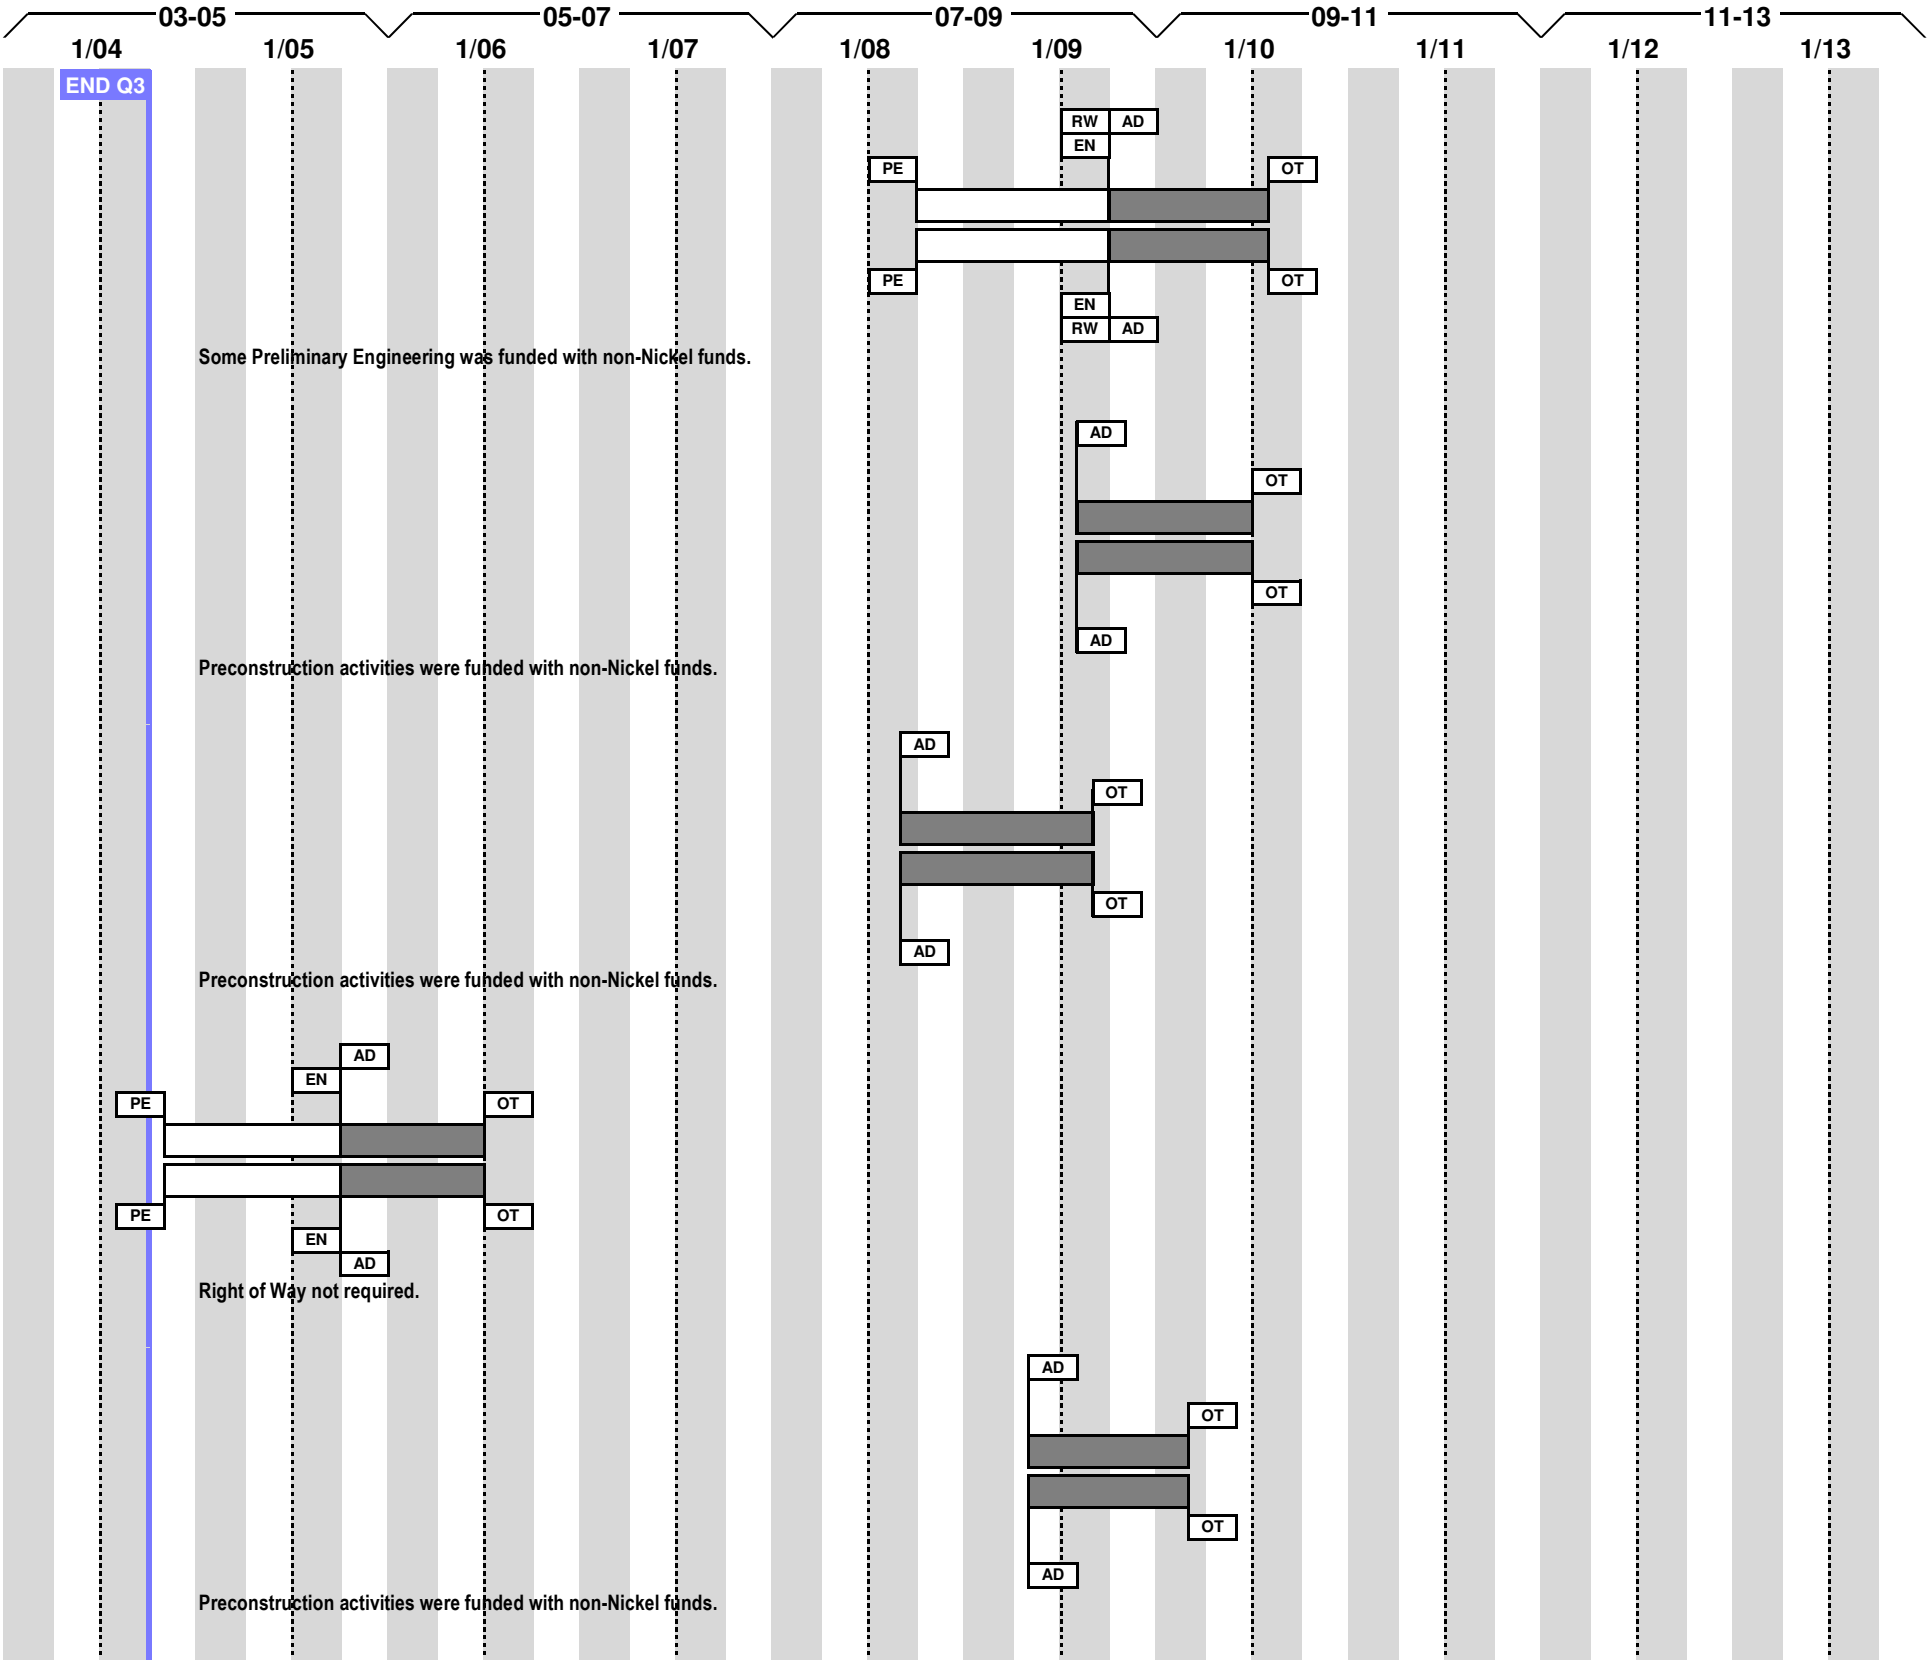 03-05 05-07 07-09 09-11 11-13
1/04 1/05 1/06 1/07 1/08 1/09 1/10 1/11 1/12 1/13
END Q3
RW AD
EN
PE OT
PE OT
EN
RW AD
Some Preliminary Engineering was funded with non-Nickel funds.
AD
OT
OT
AD
Preconstruction activities were funded with non-Nickel funds.
AD
OT
OT
AD
Preconstruction activities were funded with non-Nickel funds.
AD
EN
PE OT
PE OT
EN
AD
Right of Way not required.
AD
OT
OT
AD
Preconstruction activities were funded with non-Nickel funds.